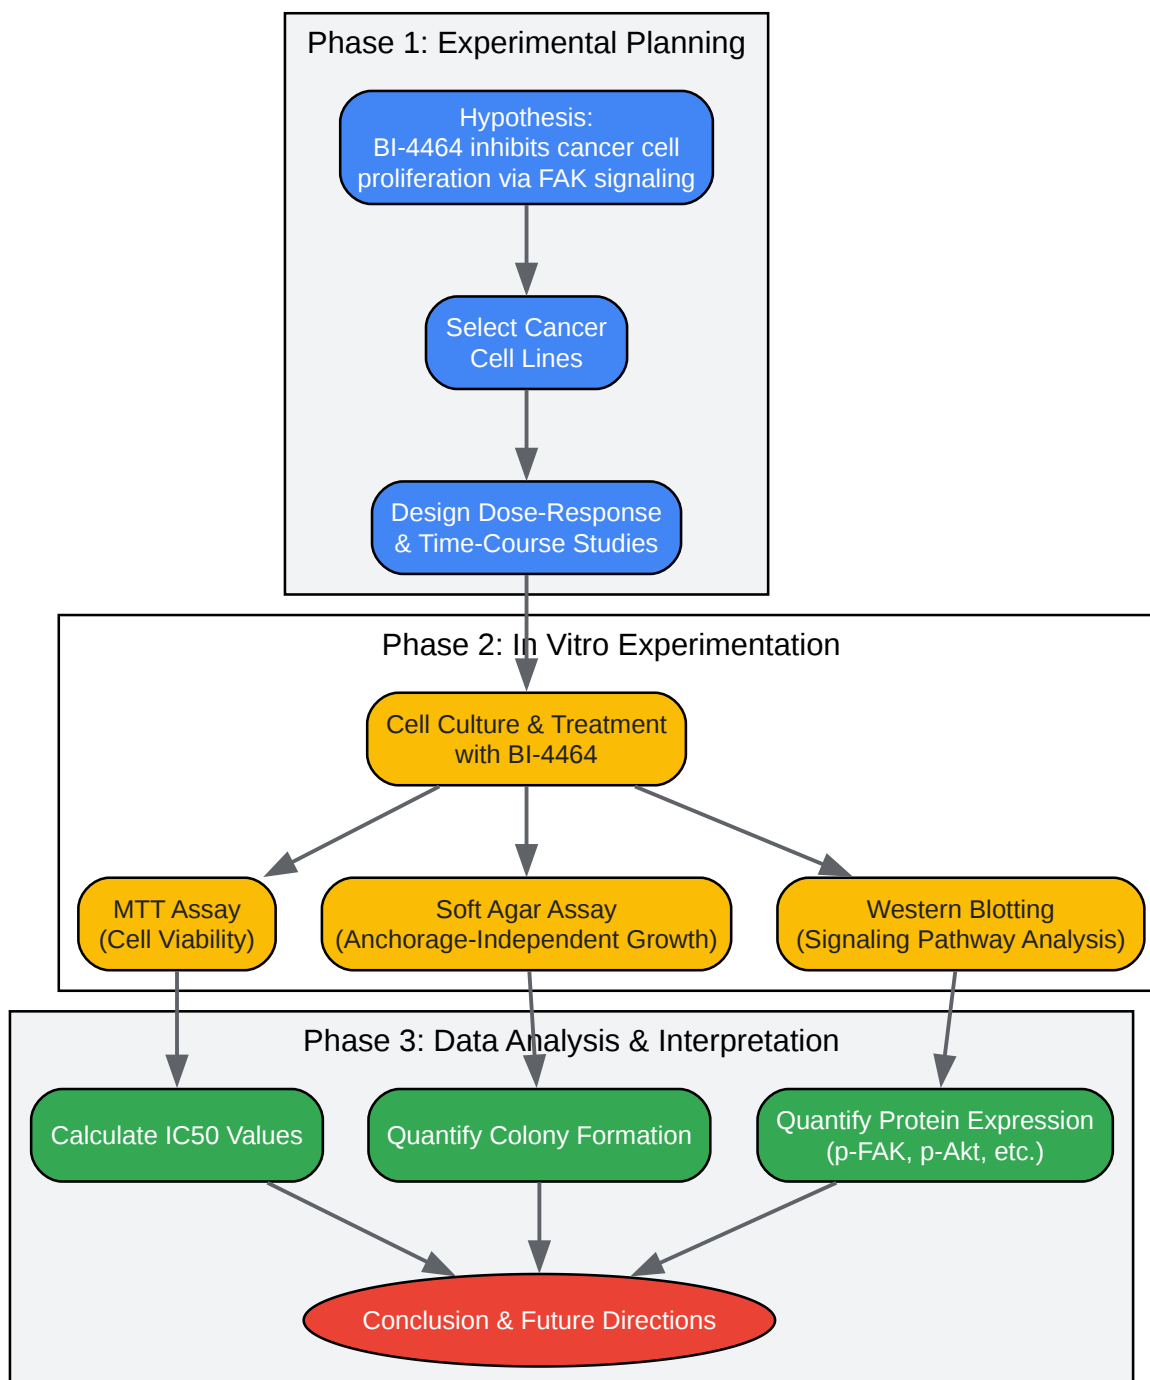 Phase 1: Experimental Planning
Hypothesis:
BI-4464 inhibits cancer cell
proliferation via FAK signaling
Select Cancer
Cell Lines
Design Dose-Response
& Time-Course Studies
Phase 2: In Vitro Experimentation
Cell Culture & Treatment
with BI-4464
MTT Assay
(Cell Viability)
Soft Agar Assay
(Anchorage-Independent Growth)
Western Blotting
(Signaling Pathway Analysis)
Phase 3: Data Analysis & Interpretation
Calculate IC50 Values
Quantify Colony Formation
Quantify Protein Expression
(p-FAK, p-Akt, etc.)
Conclusion & Future Directions